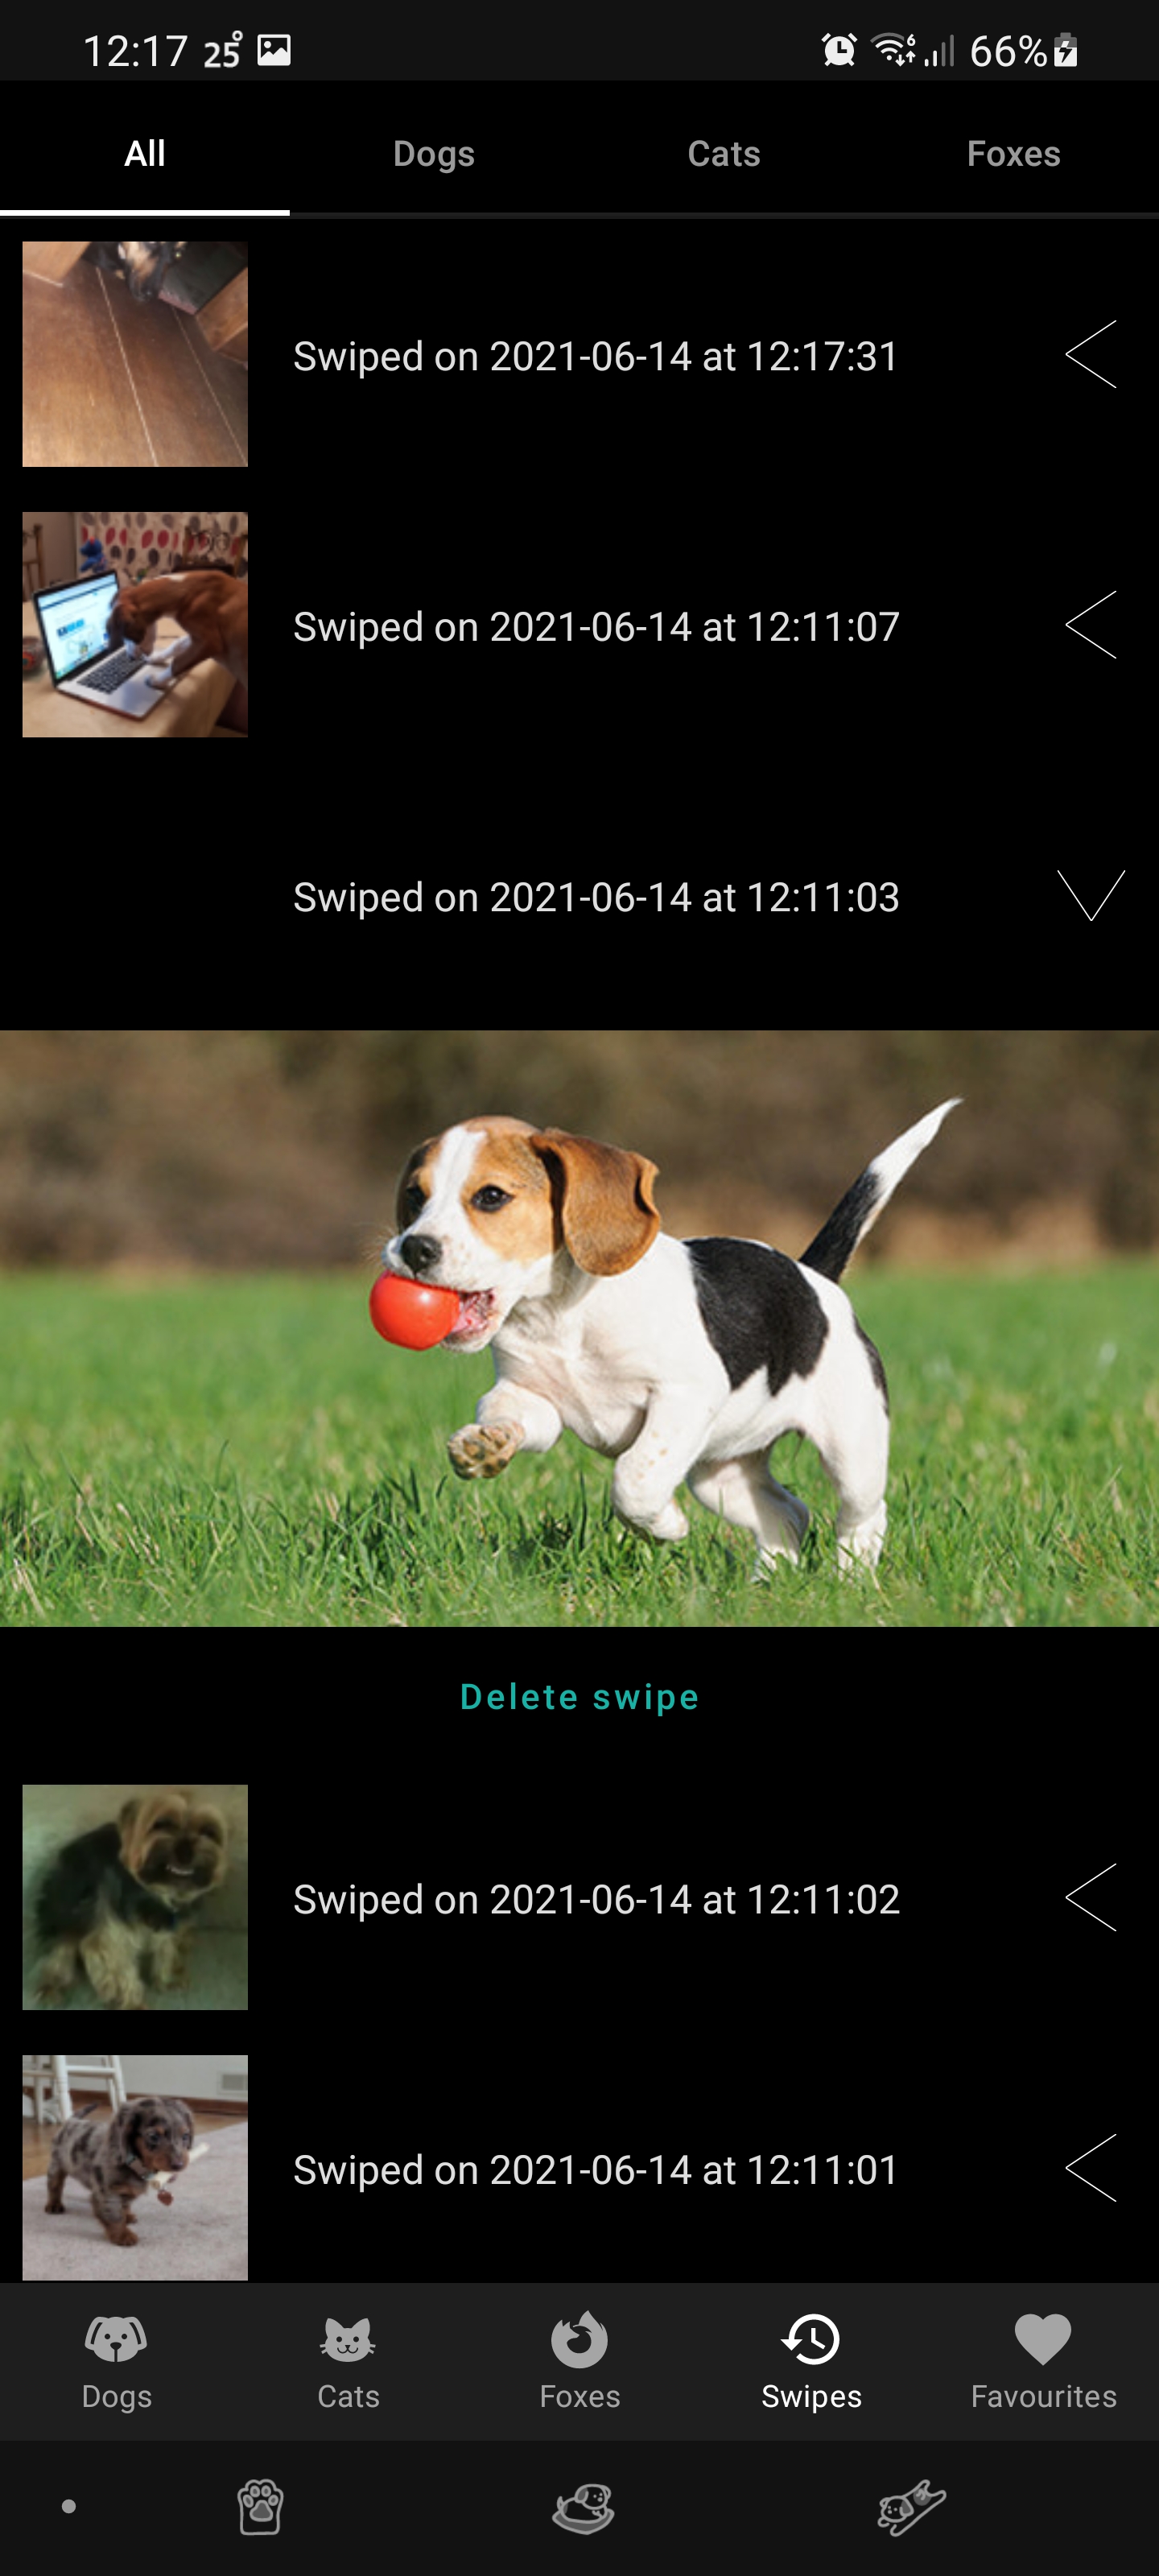 12:17 25° 66%
All Dogs Cats Foxes
Swiped on 2021-06-14 at 12:17:31
Swiped on 2021-06-14 at 12:11:07
Swiped on 2021-06-14 at 12:11:03
Delete swipe
Swiped on 2021-06-14 at 12:11:02
Swiped on 2021-06-14 at 12:11:01
Dogs Cats Foxes Swipes Favourites